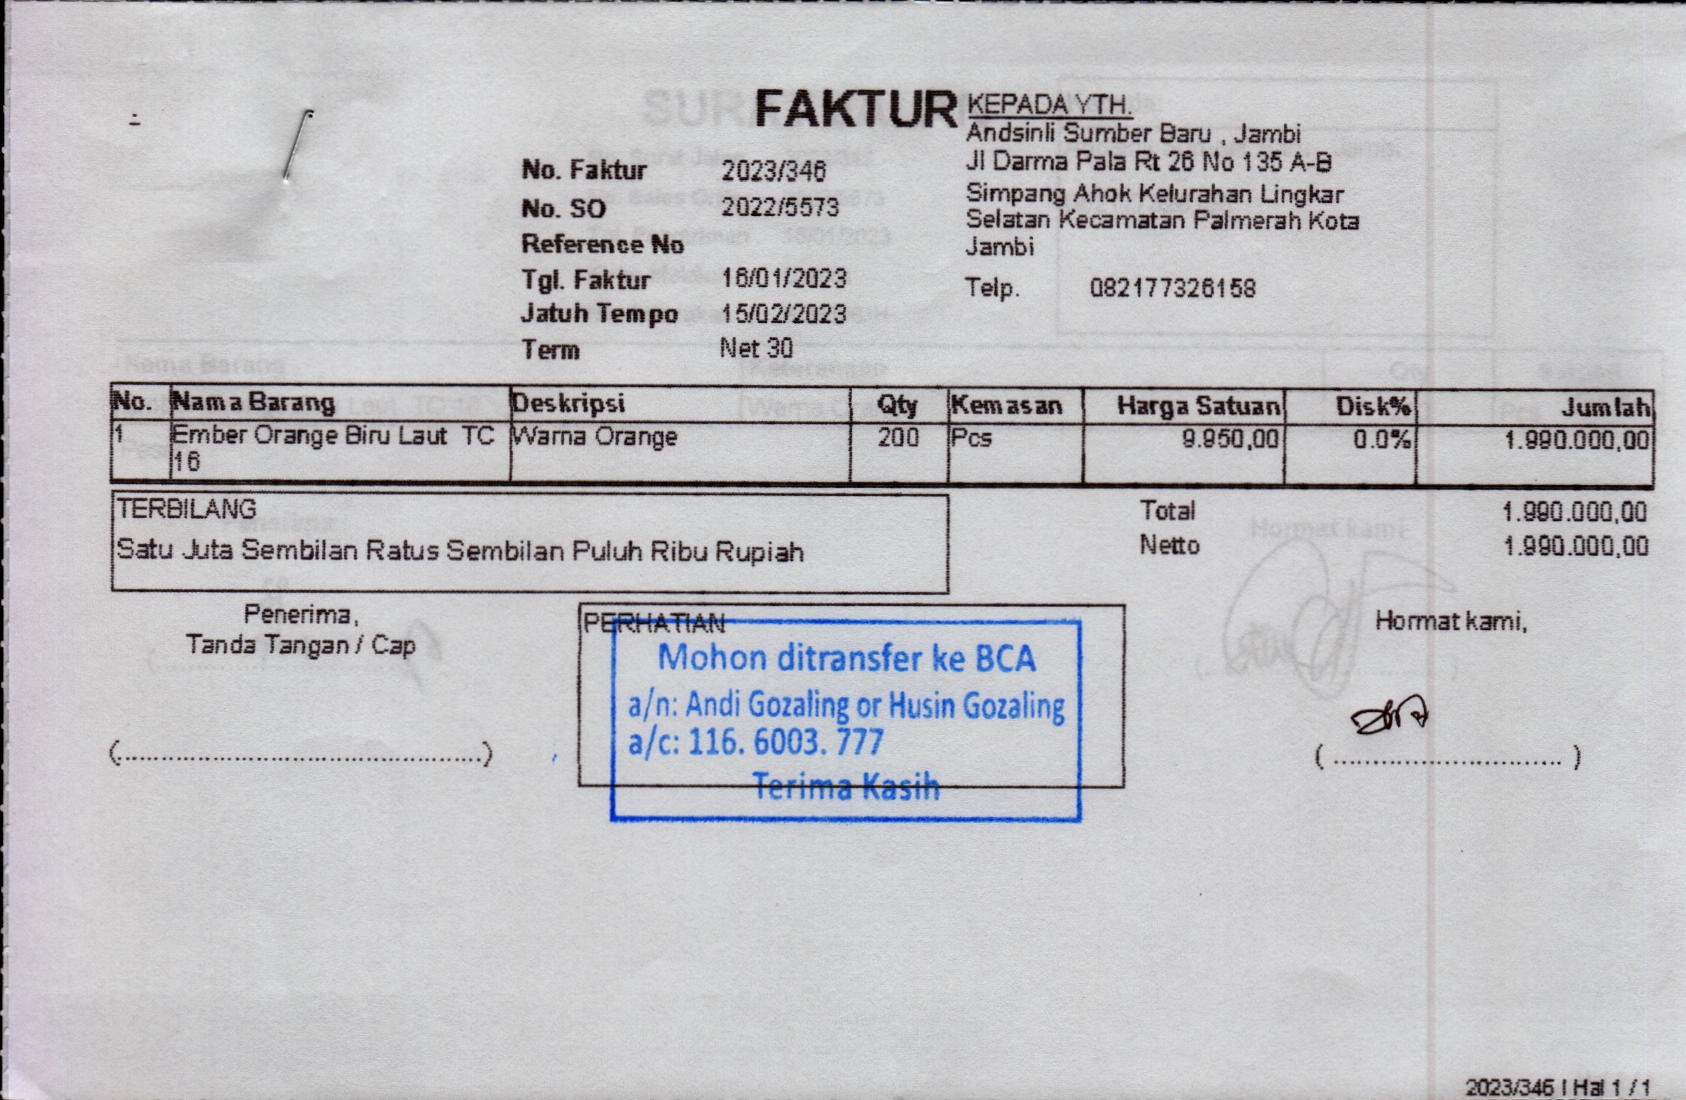 FAKTUR
No. Faktur 2023/346
No. SO 2022/5573
Reference No
Tgl. Faktur 16/01/2023
Jatuh Tempo 15/02/2023
Term Net 30
KEPADA YTH.
Andsinli Sumber Baru , Jambi
Jl Darma Pala Rt 26 No 135 A-B
Simpang Ahok Kelurahan Lingkar
Selatan Kecamatan Palmerah Kota
Jambi
Telp. 082177326158
No. Nama Barang Deskripsi Qty Kemasan Harga Satuan Disk% Jumlah
1 Ember Orange Biru Laut TC Warna Orange 200 Pcs 9.950,00 0.0% 1.990.000,00
16
TERBILANG
Satu Juta Sembilan Ratus Sembilan Puluh Ribu Rupiah
Total 1.990.000,00
Netto 1.990.000,00
Penerima,
Tanda Tangan / Cap
(...............................................)
PERHATIAN
Mohon ditransfer ke BCA
a/n: Andi Gozaling or Husin Gozaling
a/c: 116. 6003. 777
Terima Kasih
Hormat kami,
( ............................. )
2023/346 | Hal 1 / 1